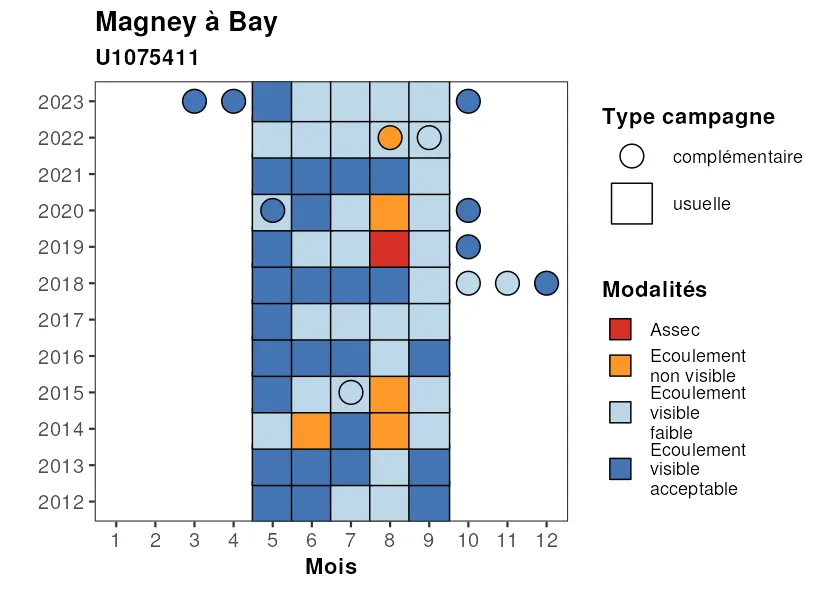 Magney à Bay
U1075411
2023
2022
2021
2020
2019
2018
2017
2016
2015
2014
2013
2012
1 2 3 4 5 6 7 8 9 10 11 12
Mois
Type campagne
complémentaire
usuelle
Modalités
Assec
Ecoulement
non visible
Ecoulement
visible
faible
Ecoulement
visible
acceptable